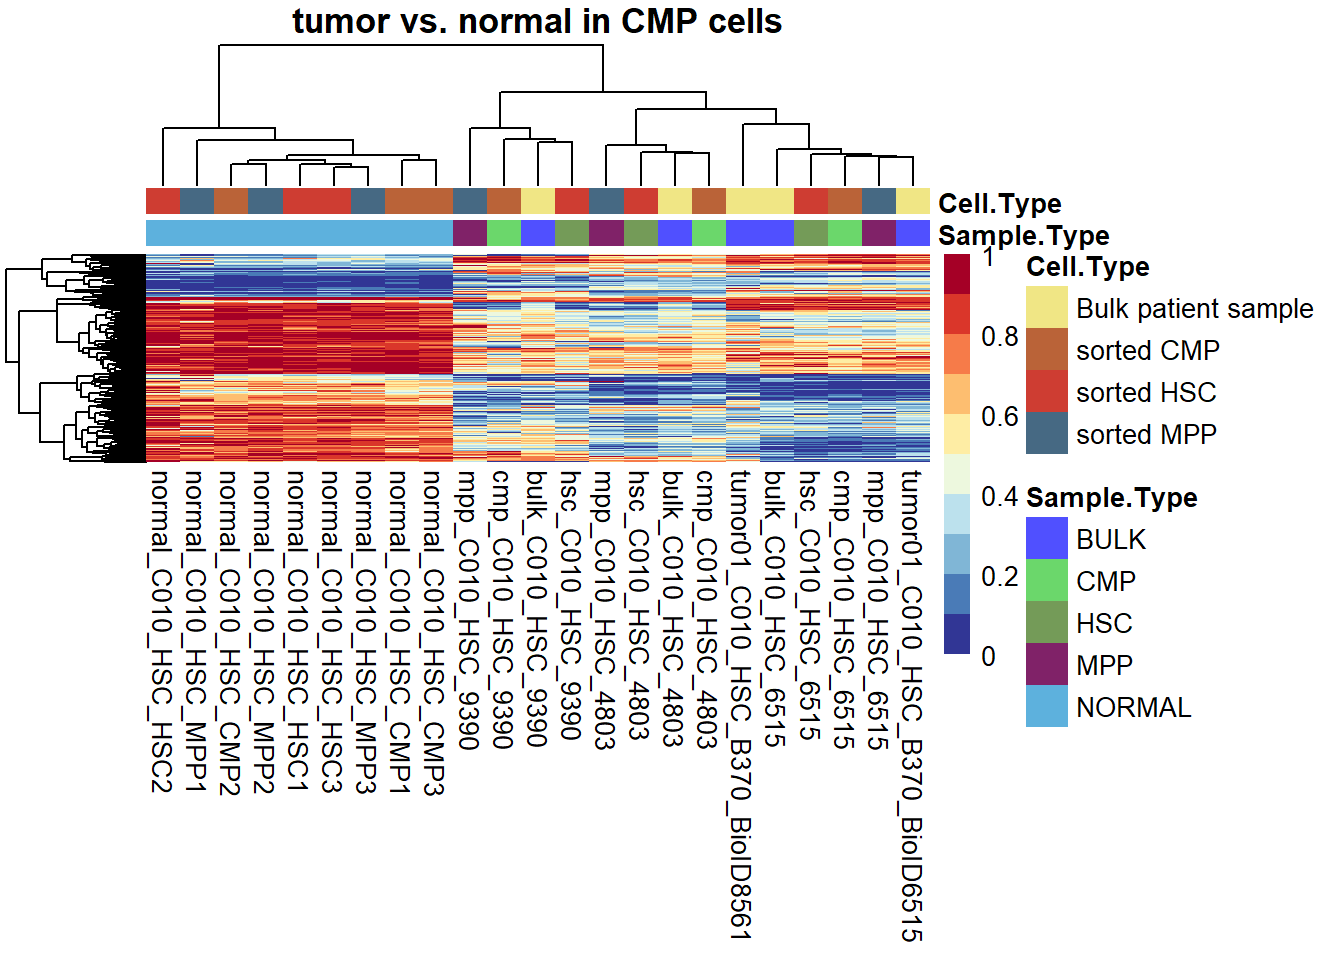 tumor vs. normal in CMP cells
Cell.Type
Sample.Type
1
0.8
0.6
0.4
0.2
0
Cell.Type
Bulk patient sample
sorted CMP
sorted HSC
sorted MPP
Sample.Type
BULK
CMP
HSC
MPP
NORMAL
normal_C010_HSC_HSC2
normal_C010_HSC_MPP1
normal_C010_HSC_CMP2
normal_C010_HSC_MPP2
normal_C010_HSC_HSC1
normal_C010_HSC_HSC3
normal_C010_HSC_MPP3
normal_C010_HSC_CMP1
normal_C010_HSC_CMP3
mpp_C010_HSC_9390
cmp_C010_HSC_9390
bulk_C010_HSC_9390
hsc_C010_HSC_9390
mpp_C010_HSC_4803
hsc_C010_HSC_4803
bulk_C010_HSC_4803
cmp_C010_HSC_4803
tumor01_C010_HSC_B370_BioID8561
bulk_C010_HSC_6515
hsc_C010_HSC_6515
cmp_C010_HSC_6515
mpp_C010_HSC_6515
tumor01_C010_HSC_B370_BioID6515